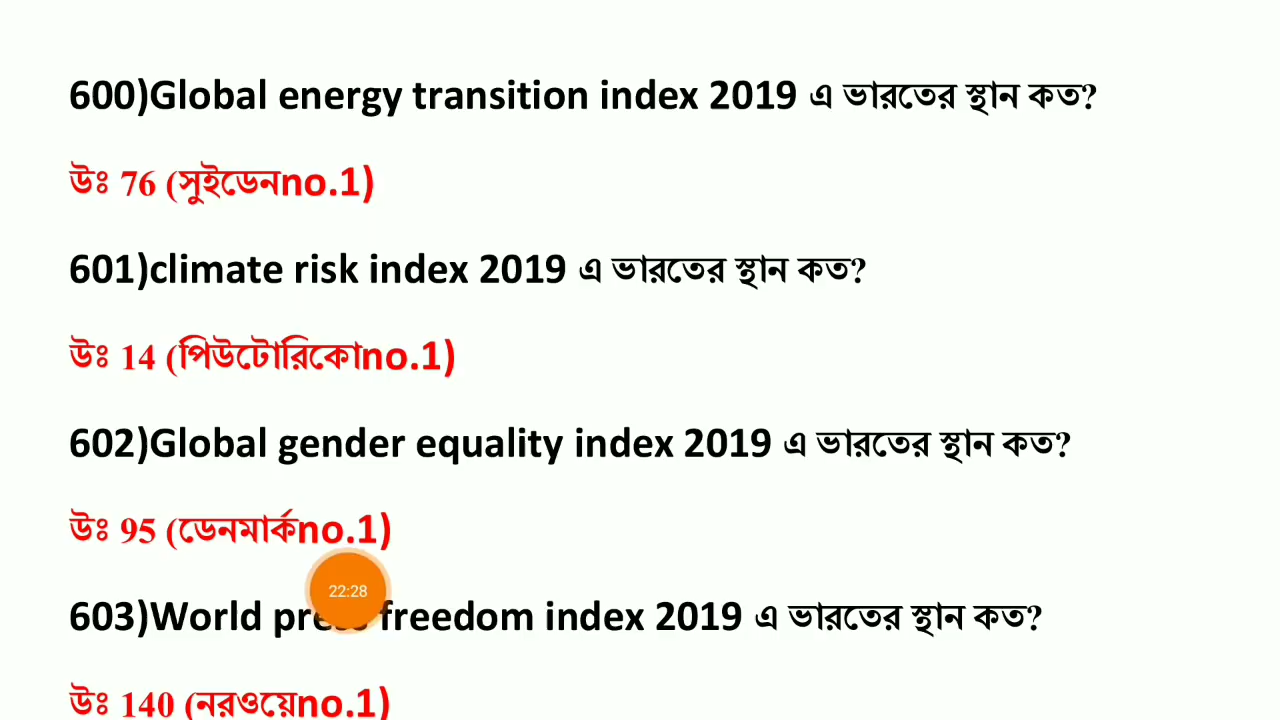 600)Global energy transition index 2019 এ ভারতের স্থান কত?
উঃ 76 (সুইডেনno.1)
601)climate risk index 2019 এ ভারতের স্থান কত?
উঃ 14 (পিউটোরিকোno.1)
602)Global gender equality index 2019 এ ভারতের স্থান কত?
উঃ 95 (ডেনমার্কno.1)
22:28
603)World press freedom index 2019 এ ভারতের স্থান কত?
উঃ 140 (নরওয়েno.1)